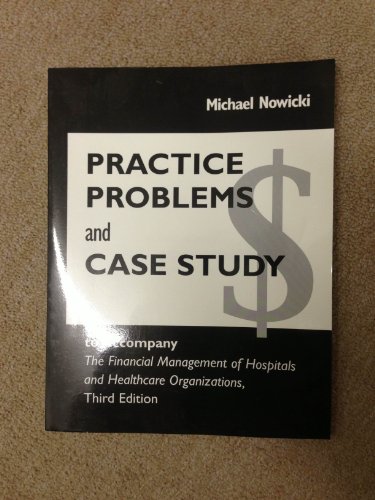 Michael Nowicki
PRACTICE
PROBLEMS
and
CASE STUDY
$
to accompany
The Financial Management of Hospitals
and Healthcare Organizations,
Third Edition